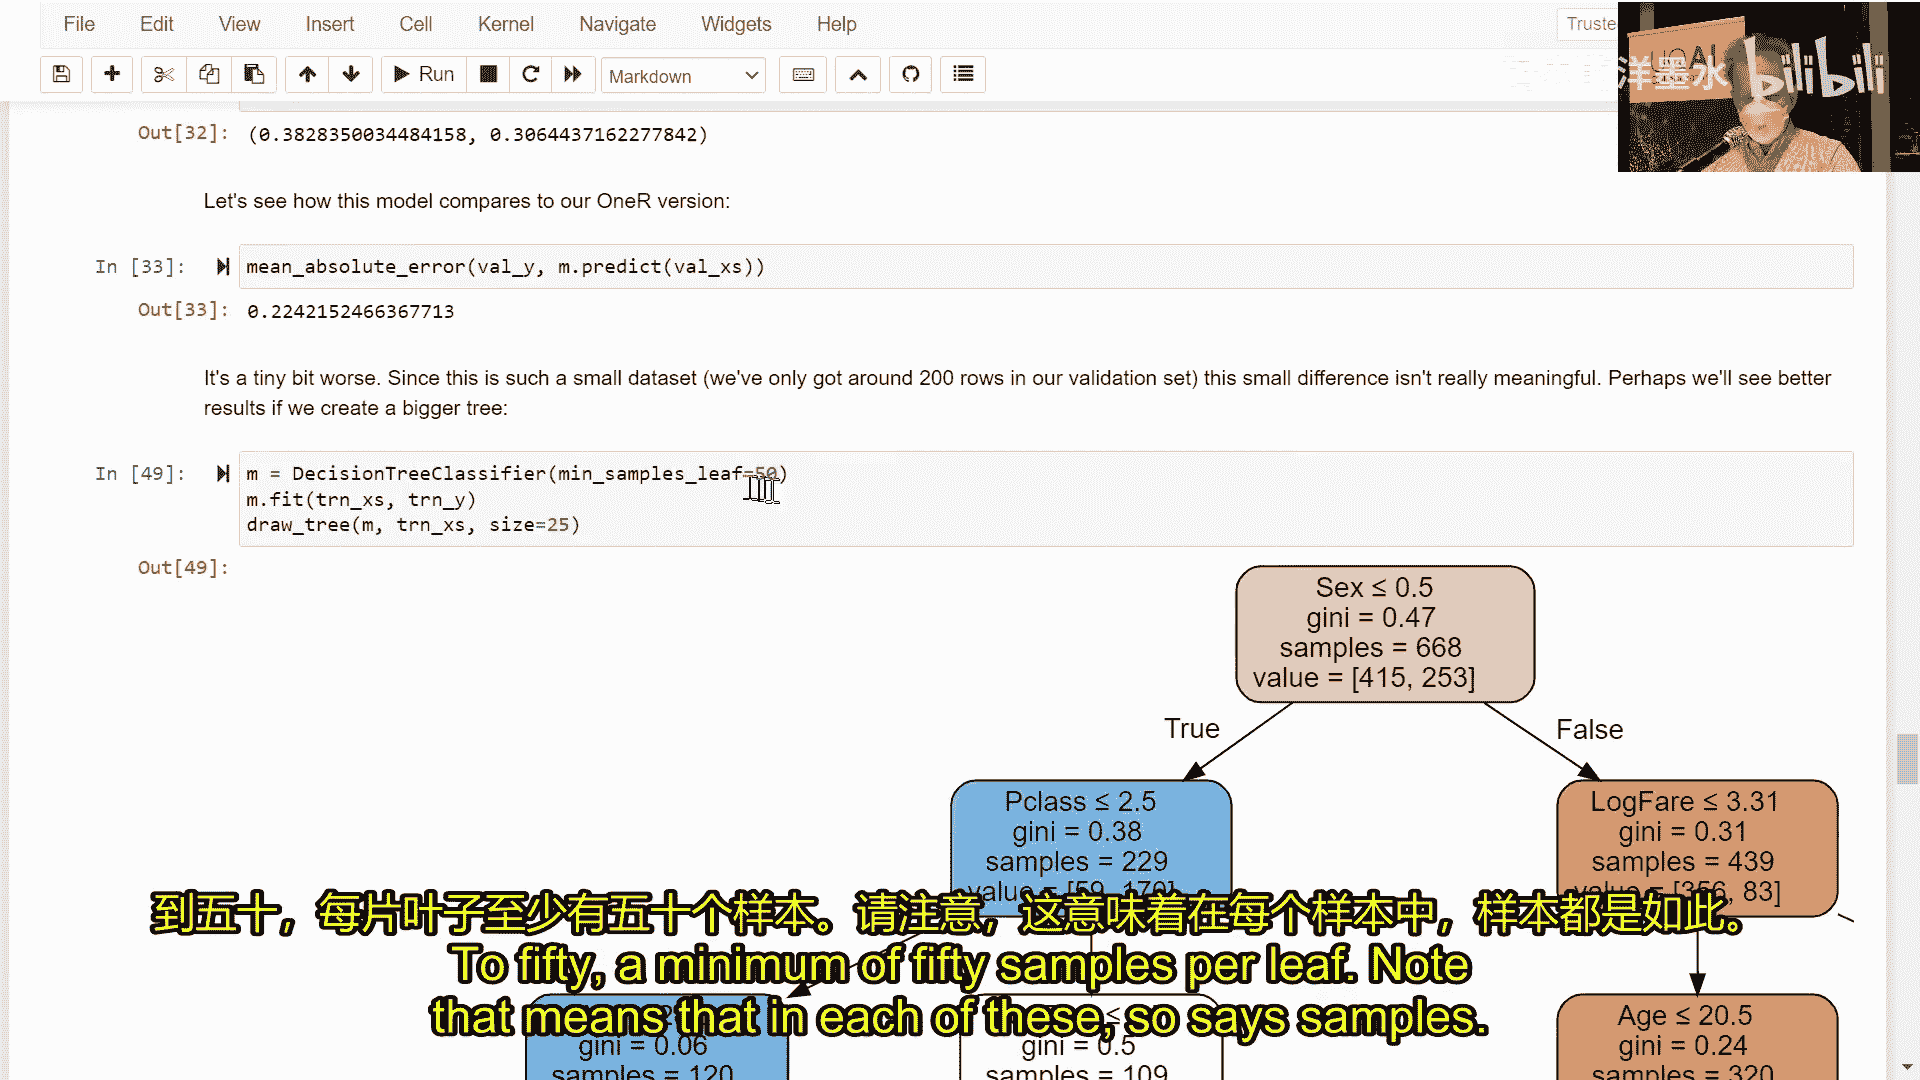 File Edit View Insert Cell Kernel Navigate Widgets Help Truste
Run Markdown
洋墨水 bilibili
Out[32]: (0.3828350034484158, 0.3064437162277842)
Let's see how this model compares to our OneR version:
In [33]: mean_absolute_error(val_y, m.predict(val_xs))
Out[33]: 0.2242152466367713
It's a tiny bit worse. Since this is such a small dataset (we've only got around 200 rows in our validation set) this small difference isn't really meaningful. Perhaps we'll see better
results if we create a bigger tree:
In [49]: m = DecisionTreeClassifier(min_samples_leaf=50)
m.fit(trn_xs, trn_y)
draw_tree(m, trn_xs, size=25)
Out[49]:
Sex ≤ 0.5
gini = 0.47
samples = 668
value = [415, 253]
True
False
Pclass ≤ 2.5
gini = 0.38
samples = 229
value = [59, 170]
LogFare ≤ 3.31
gini = 0.31
samples = 439
value = [356, 83]
到五十，每片叶子至少有五十个样本。请注意，这意味着在每个样本中，样本都是如此。
To fifty, a minimum of fifty samples per leaf. Note
that means that in each of these, so says samples.
gini = 0.06
samples = 120
≤
gini = 0.5
samples = 109
Age ≤ 20.5
gini = 0.24
samples = 320